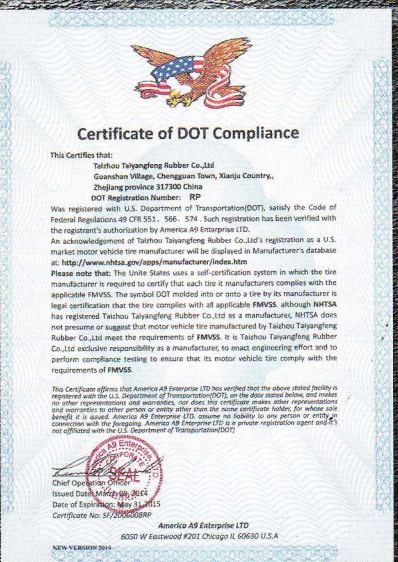 Certificate of DOT Compliance
This Certifies that:
Taizhou Taiyangfeng Rubber Co.,Ltd
Guanshan Village, Chengguan Town, Xianju Country,,
Zhejiang province 317300 China
DOT Registration Number: RP
Was registered with U.S. Department of Transportation(DOT), satisfy the Code of
Federal Regulations 49 CFR 551, 566, 574. Such registration has been verified with
the registrant's authorization by America A9 Enterprise LTD.
An acknowledgement of Taizhou Taiyangfeng Rubber Co.,Ltd's registration as a U.S.
market motor vehicle tire manufacturer will be displayed in Manufacturer's database
at: http://www.nhtsa.gov/apps/manufacturer/index.htm
Please note that: The Unite States uses a self-certification system in which the tire
manufacturer is required to certify that each tire it manufacturers complies with the
applicable FMVSS. The symbol DOT molded into or onto a tire by its manufacturer is
legal certification that the tire complies with all applicable FMVSS. although NHTSA
has registered Taizhou Taiyangfeng Rubber Co.,Ltd as a manufacturer, NHTSA does
not presume or suggest that motor vehicle tire manufactured by Taizhou Taiyangfeng
Rubber Co.,Ltd meet the requirements of FMVSS. It is Taizhou Taiyangfeng Rubber
Co.,Ltd exclusive responsibility as a manufacturer, to enact engineering effort and to
perform compliance testing to ensure that its motor vehicle tire comply with the
requirements of FMVSS.
This Certificate affirms that America A9 Enterprise LTD has verified that the above stated facility is
registered with the U.S. Department of Transportation(DOT), on the date stated below, and makes
no other representations and warranties, nor does this certificate makes other representations
and warranties to other person or entity other than the name certificate holder, for whose sole
benefit it is issued. America A9 Enterprise LTD. assume no liability to any person or entity in
connection with the foregoing. America A9 Enterprise LTD is a private registration agent and it's
not affiliated with the U.S. Department of Transportation(DOT)
SEAL
Chief Operation Officer
Issued Date: March 09, 2014
Date of Expiration: May 31, 2015
Certificate No: SF/2006008RP
America A9 Enterprise LTD
6050 W Eastwood #201 Chicago IL 60630 U.S.A
NEW VERSION 2014